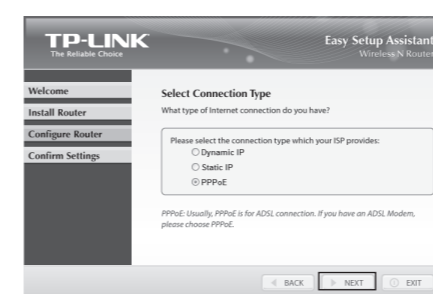 TP-LINK
The Reliable Choice
Easy Setup Assistant
Wireless N Router
Welcome
Install Router
Configure Router
Confirm Settings
Select Connection Type
What type of Internet connection do you have?
Please select the connection type which your ISP provides:
Dynamic IP
Static IP
PPPoE
PPPoE: Usually, PPPoE is for ADSL connection. If you have an ADSL Modem,
please choose PPPoE.
BACK
NEXT
EXIT